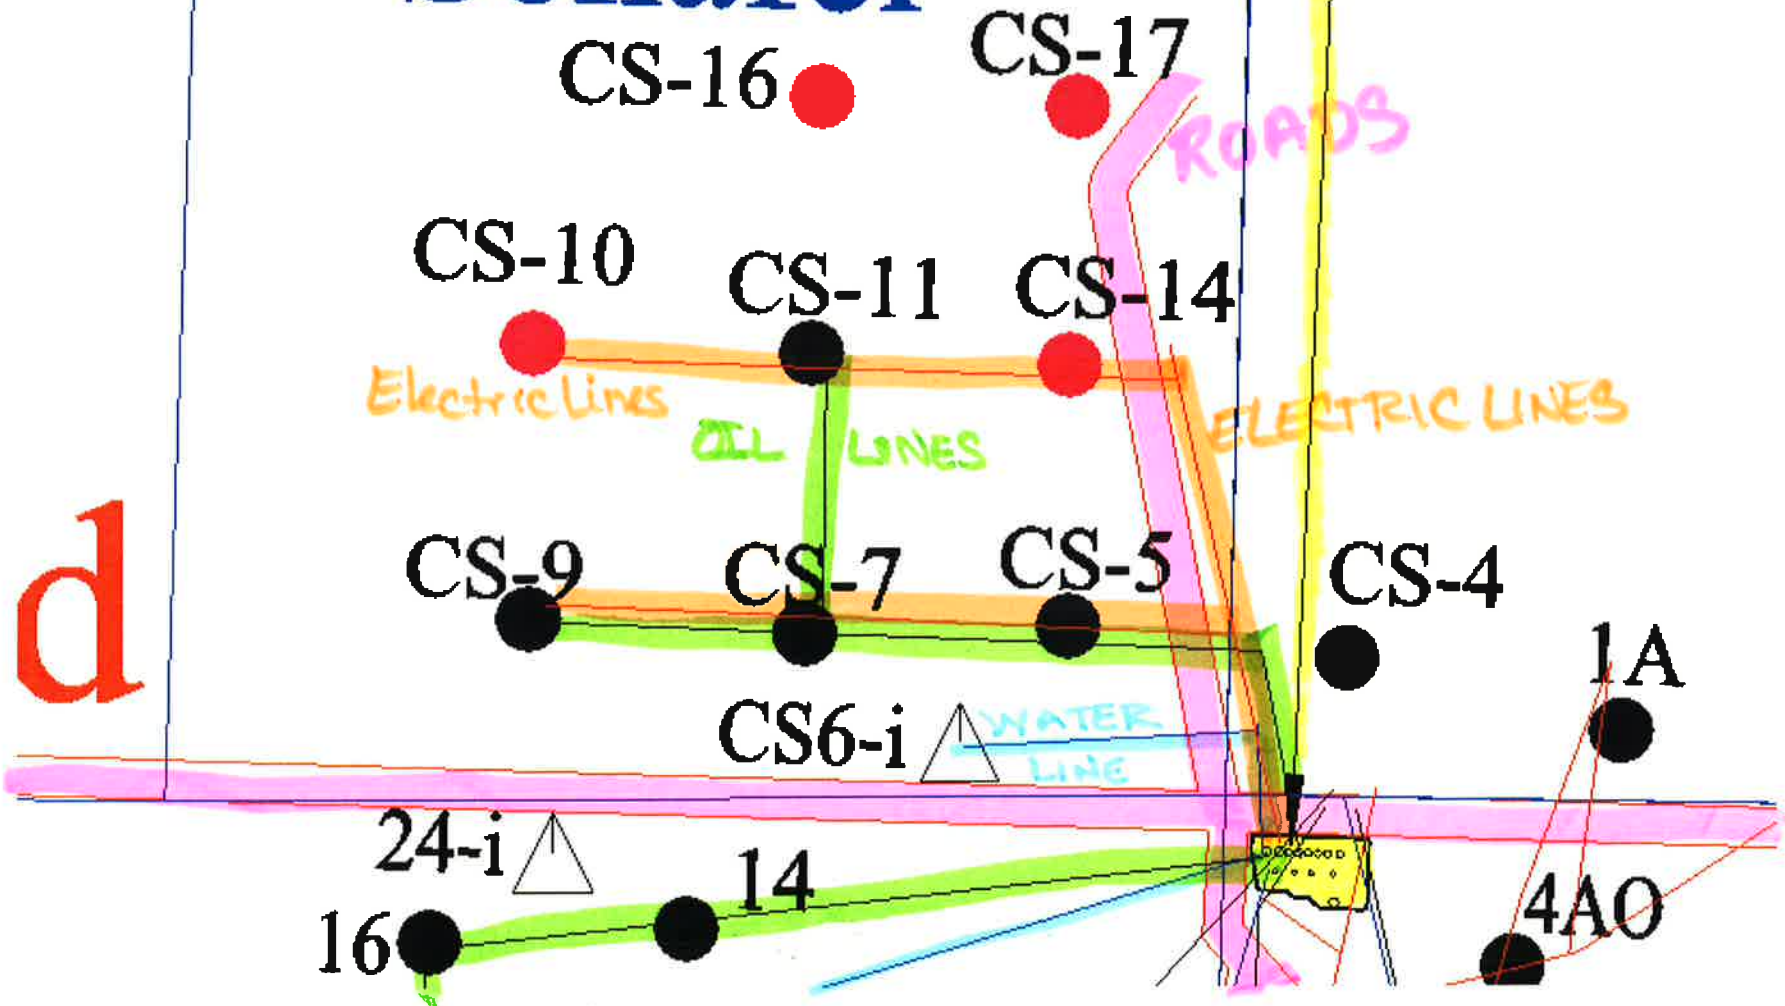 CS-17
CS-16
ROADS
CS-10
CS-11
CS-14
Electric Lines
ELECTRIC LINES
OIL LINES
d
CS-9
CS-7
CS-5
CS-4
1A
CS6-i
WATER
LINE
24-i
14
4AO
16